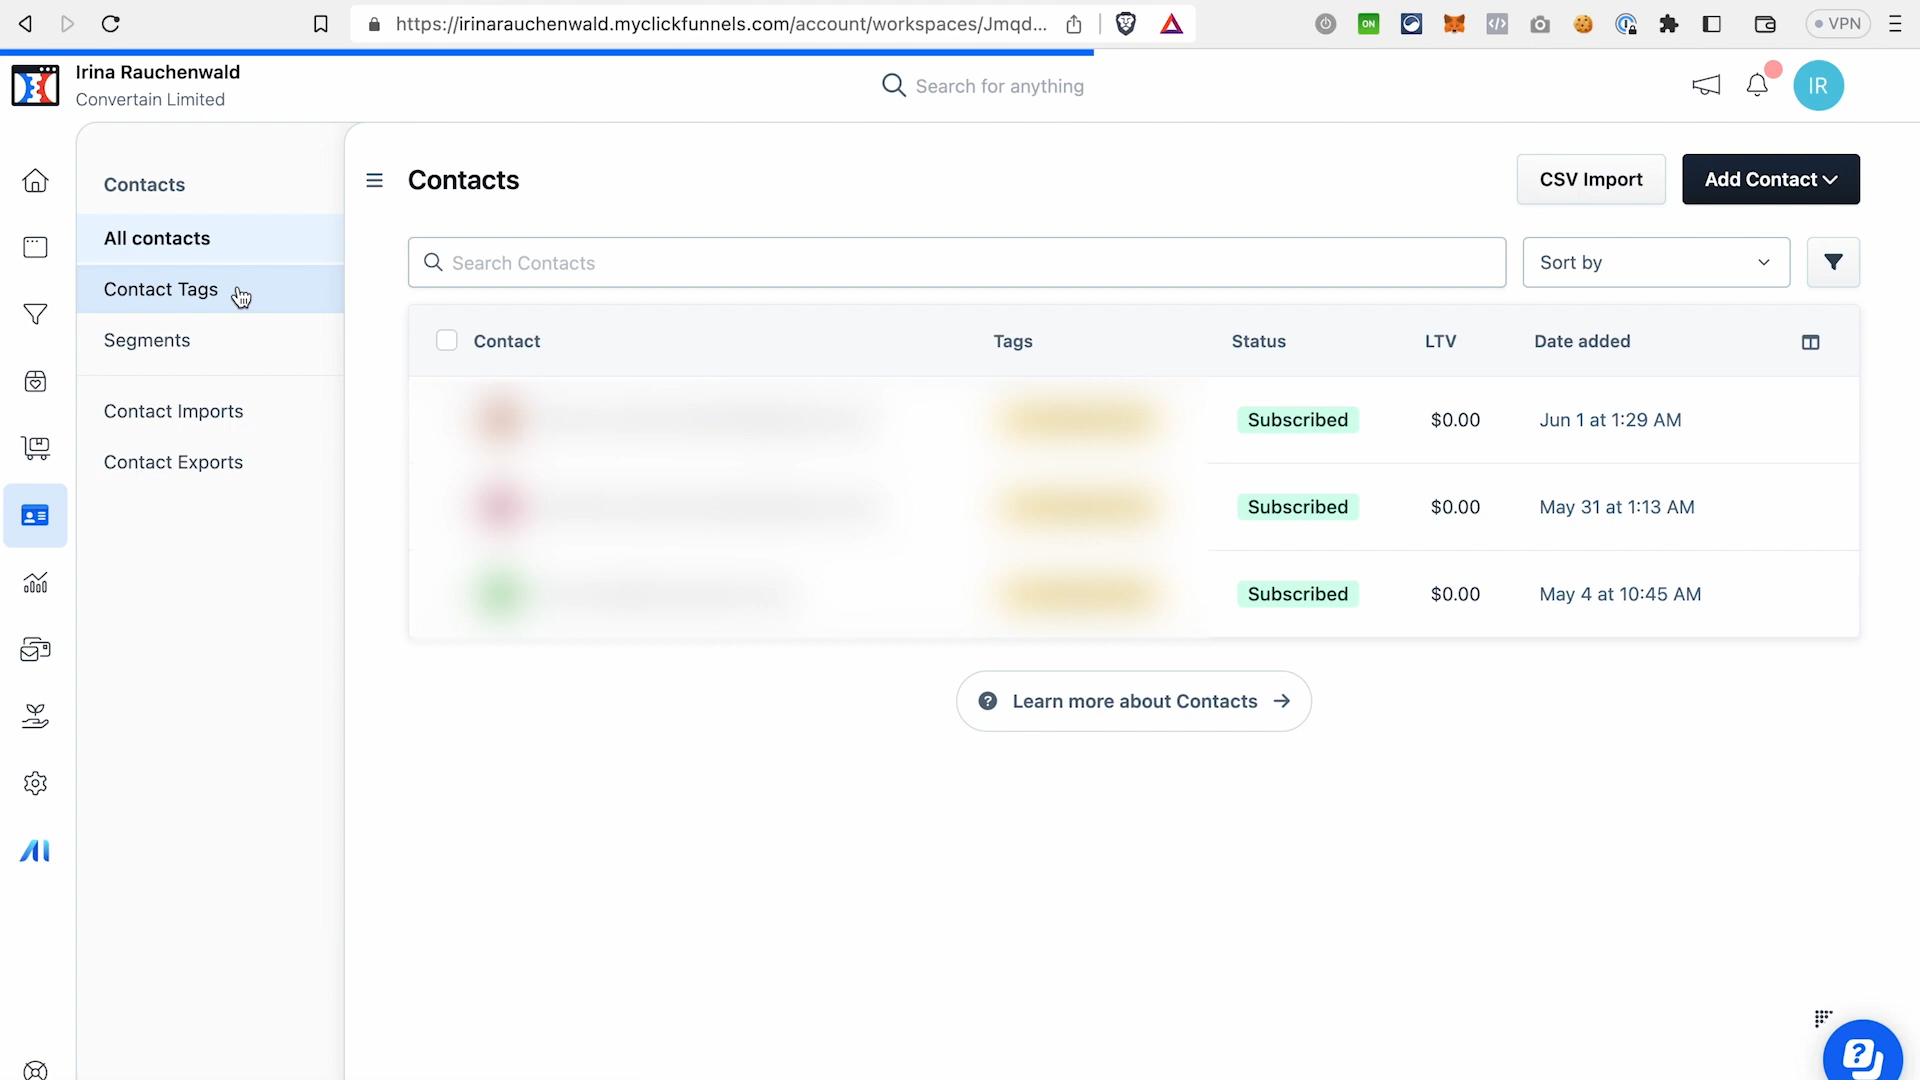 https://irinarauchenwald.myclickfunnels.com/account/workspaces/Jmqd...
ON
VPN
Irina Rauchenwald
Convertain Limited
Search for anything
IR
Contacts
All contacts
Contact Tags
Segments
Contact Imports
Contact Exports
AI
Contacts
CSV Import
Add Contact
Search Contacts
Sort by
Contact
Tags
Status
LTV
Date added
Subscribed
$0.00
Jun 1 at 1:29 AM
Subscribed
$0.00
May 31 at 1:13 AM
Subscribed
$0.00
May 4 at 10:45 AM
? Learn more about Contacts →
?